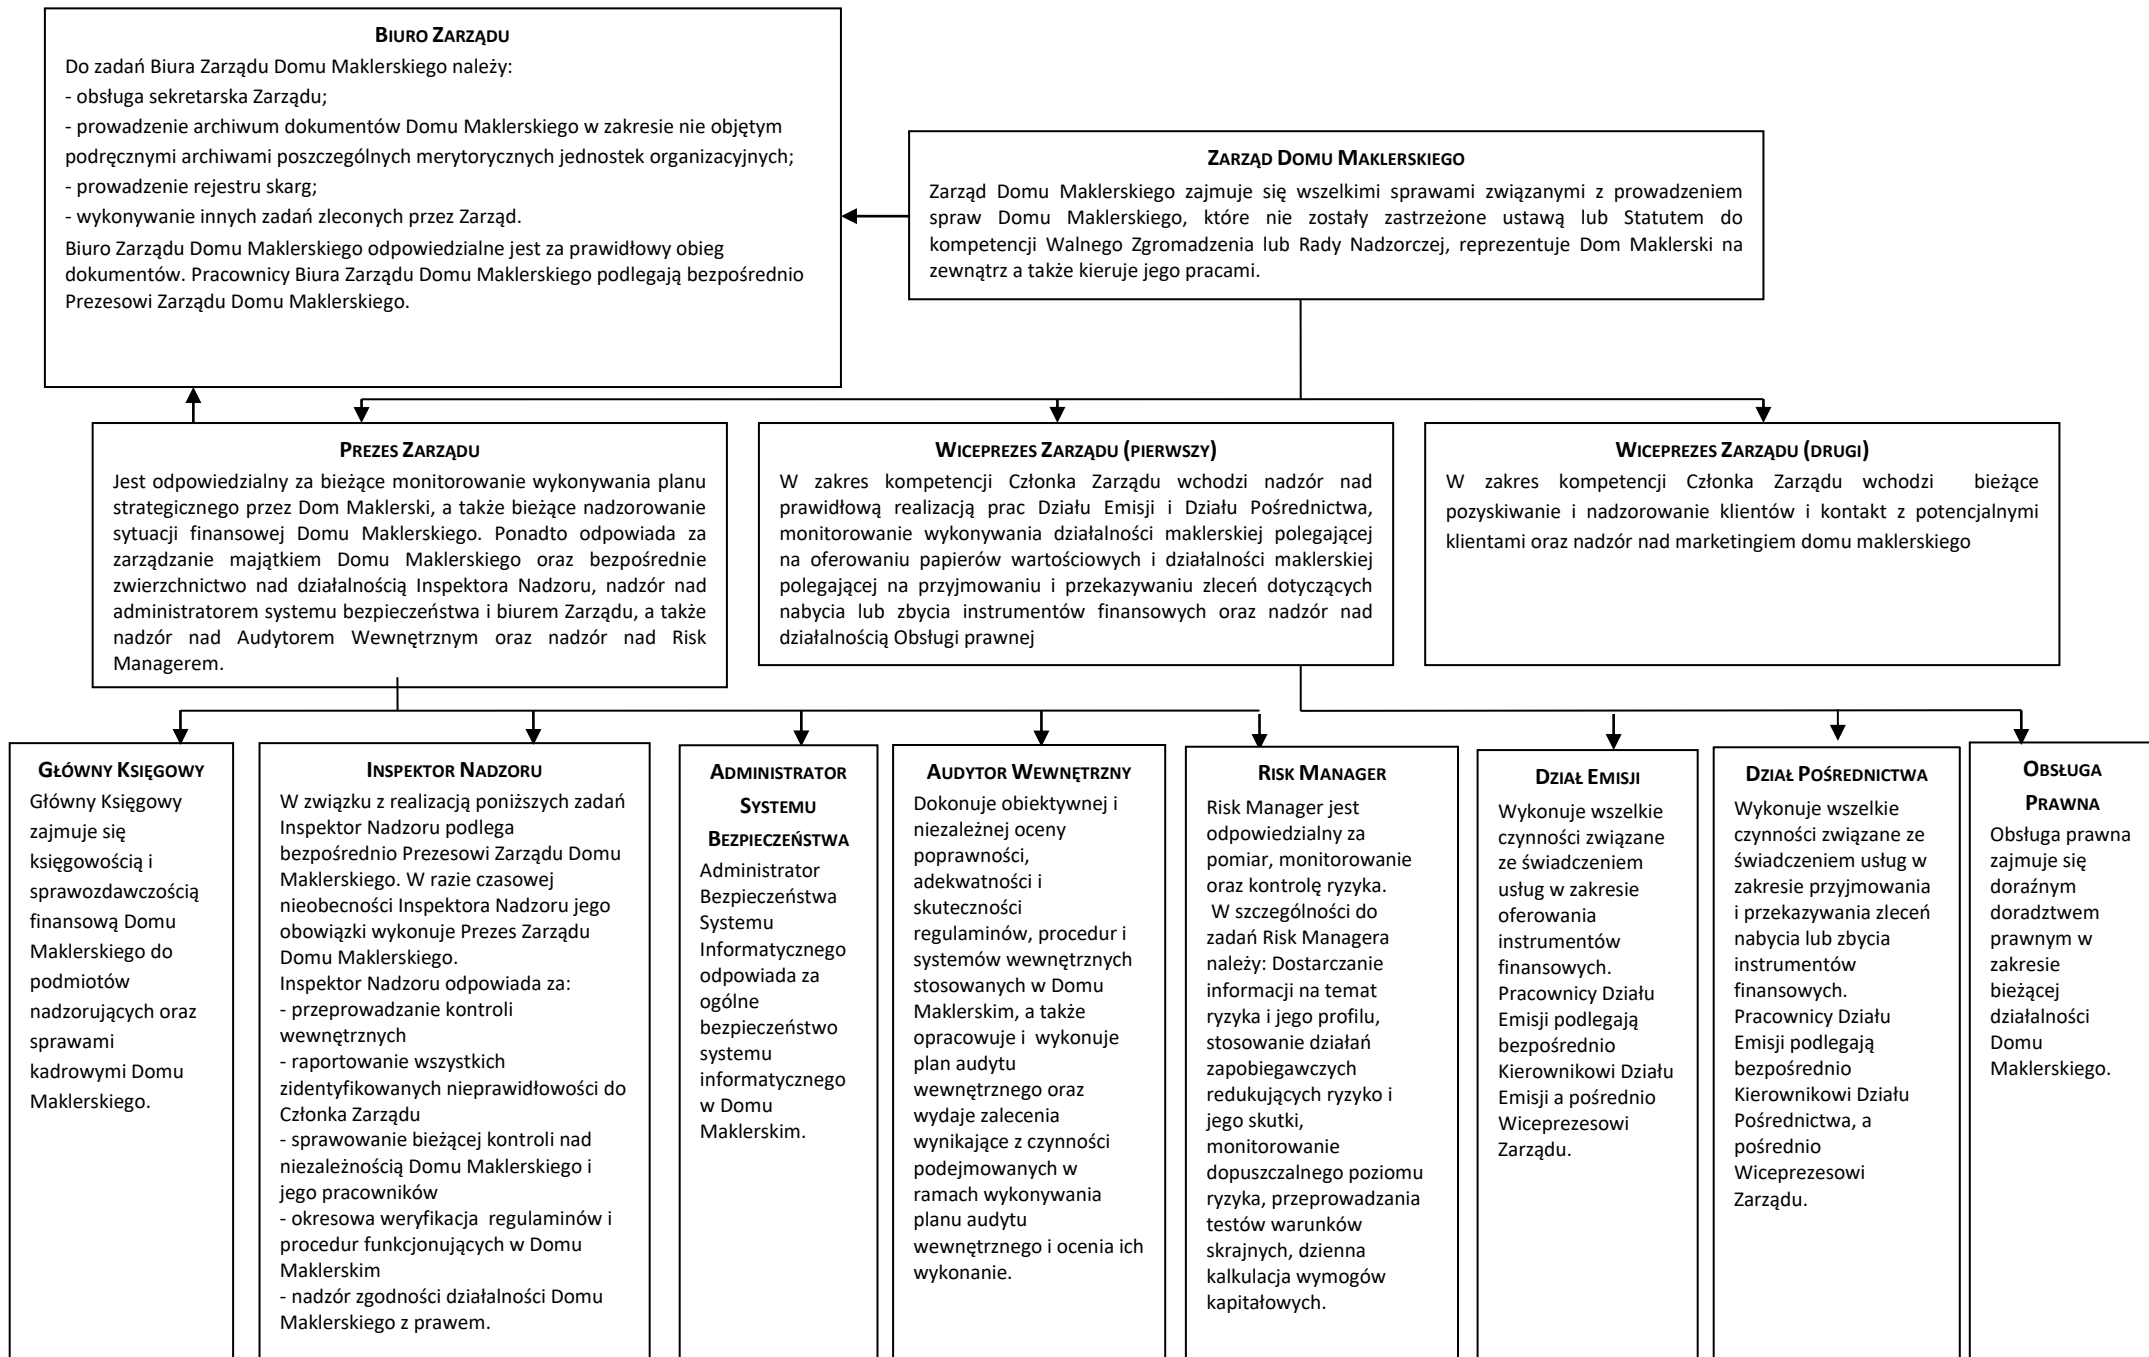 BIURO ZARZĄDU
Do zadań Biura Zarządu Domu Maklerskiego należy:
- obsługa sekretarska Zarządu;
- prowadzenie archiwum dokumentów Domu Maklerskiego w zakresie nie objętym
podręcznymi archiwami poszczególnych merytorycznych jednostek organizacyjnych;
- prowadzenie rejestru skarg;
- wykonywanie innych zadań zleconych przez Zarząd.
Biuro Zarządu Domu Maklerskiego odpowiedzialne jest za prawidłowy obieg
dokumentów. Pracownicy Biura Zarządu Domu Maklerskiego podlegają bezpośrednio
Prezesowi Zarządu Domu Maklerskiego.
ZARZĄD DOMU MAKLERSKIEGO
Zarząd Domu Maklerskiego zajmuje się wszelkimi sprawami związanymi z prowadzeniem
spraw Domu Maklerskiego, które nie zostały zastrzeżone ustawą lub Statutem do
kompetencji Walnego Zgromadzenia lub Rady Nadzorczej, reprezentuje Dom Maklerski na
zewnątrz a także kieruje jego pracami.
PREZES ZARZĄDU
Jest odpowiedzialny za bieżące monitorowanie wykonywania planu
strategicznego przez Dom Maklerski, a także bieżące nadzorowanie
sytuacji finansowej Domu Maklerskiego. Ponadto odpowiada za
zarządzanie majątkiem Domu Maklerskiego oraz bezpośrednie
zwierzchnictwo nad działalnością Inspektora Nadzoru, nadzór nad
administratorem systemu bezpieczeństwa i biurem Zarządu, a także
nadzór nad Audytorem Wewnętrznym oraz nadzór nad Risk
Managerem.
WICEPREZES ZARZĄDU (PIERWSZY)
W zakres kompetencji Członka Zarządu wchodzi nadzór nad
prawidłową realizacją prac Działu Emisji i Działu Pośrednictwa,
monitorowanie wykonywania działalności maklerskiej polegającej
na oferowaniu papierów wartościowych i działalności maklerskiej
polegającej na przyjmowaniu i przekazywaniu zleceń dotyczących
nabycia lub zbycia instrumentów finansowych oraz nadzór nad
działalnością Obsługi prawnej
WICEPREZES ZARZĄDU (DRUGI)
W zakres kompetencji Członka Zarządu wchodzi bieżące
pozyskiwanie i nadzorowanie klientów i kontakt z potencjalnymi
klientami oraz nadzór nad marketingiem domu maklerskiego
GŁÓWNY KSIĘGOWY
Główny Księgowy
zajmuje się
księgowością i
sprawozdawczością
finansową Domu
Maklerskiego do
podmiotów
nadzorujących oraz
sprawami
kadrowymi Domu
Maklerskiego.
INSPEKTOR NADZORU
W związku z realizacją poniższych zadań
Inspektor Nadzoru podlega
bezpośrednio Prezesowi Zarządu Domu
Maklerskiego. W razie czasowej
nieobecności Inspektora Nadzoru jego
obowiązki wykonuje Prezes Zarządu
Domu Maklerskiego.
Inspektor Nadzoru odpowiada za:
- przeprowadzanie kontroli
wewnętrznych
- raportowanie wszystkich
zidentyfikowanych nieprawidłowości do
Członka Zarządu
- sprawowanie bieżącej kontroli nad
niezależnością Domu Maklerskiego i
jego pracowników
- okresowa weryfikacja regulaminów i
procedur funkcjonujących w Domu
Maklerskim
- nadzór zgodności działalności Domu
Maklerskiego z prawem.
ADMINISTRATOR
SYSTEMU
BEZPIECZEŃSTWA
Administrator
Bezpieczeństwa
Systemu
Informatycznego
odpowiada za
ogólne
bezpieczeństwo
systemu
informatycznego
w Domu
Maklerskim.
AUDYTOR WEWNĘTRZNY
Dokonuje obiektywnej i
niezależnej oceny
poprawności,
adekwatności i
skuteczności
regulaminów, procedur i
systemów wewnętrznych
stosowanych w Domu
Maklerskim, a także
opracowuje i wykonuje
plan audytu
wewnętrznego oraz
wydaje zalecenia
wynikające z czynności
podejmowanych w
ramach wykonywania
planu audytu
wewnętrznego i ocenia ich
wykonanie.
RISK MANAGER
Risk Manager jest
odpowiedzialny za
pomiar, monitorowanie
oraz kontrolę ryzyka.
W szczególności do
zadań Risk Managera
należy: Dostarczanie
informacji na temat
ryzyka i jego profilu,
stosowanie działań
zapobiegawczych
redukujących ryzyko i
jego skutki,
monitorowanie
dopuszczalnego poziomu
ryzyka, przeprowadzania
testów warunków
skrajnych, dzienna
kalkulacja wymogów
kapitałowych.
DZIAŁ EMISJI
Wykonuje wszelkie
czynności związane
ze świadczeniem
usług w zakresie
oferowania
instrumentów
finansowych.
Pracownicy Działu
Emisji podlegają
bezpośrednio
Kierownikowi Działu
Emisji a pośrednio
Wiceprezesowi
Zarządu.
DZIAŁ POŚREDNICTWA
Wykonuje wszelkie
czynności związane ze
świadczeniem usług w
zakresie przyjmowania
i przekazywania zleceń
nabycia lub zbycia
instrumentów
finansowych.
Pracownicy Działu
Emisji podlegają
bezpośrednio
Kierownikowi Działu
Pośrednictwa, a
pośrednio
Wiceprezesowi
Zarządu.
OBSŁUGA
PRAWNA
Obsługa prawna
zajmuje się
doraźnym
doradztwem
prawnym w
zakresie
bieżącej
działalności
Domu
Maklerskiego.